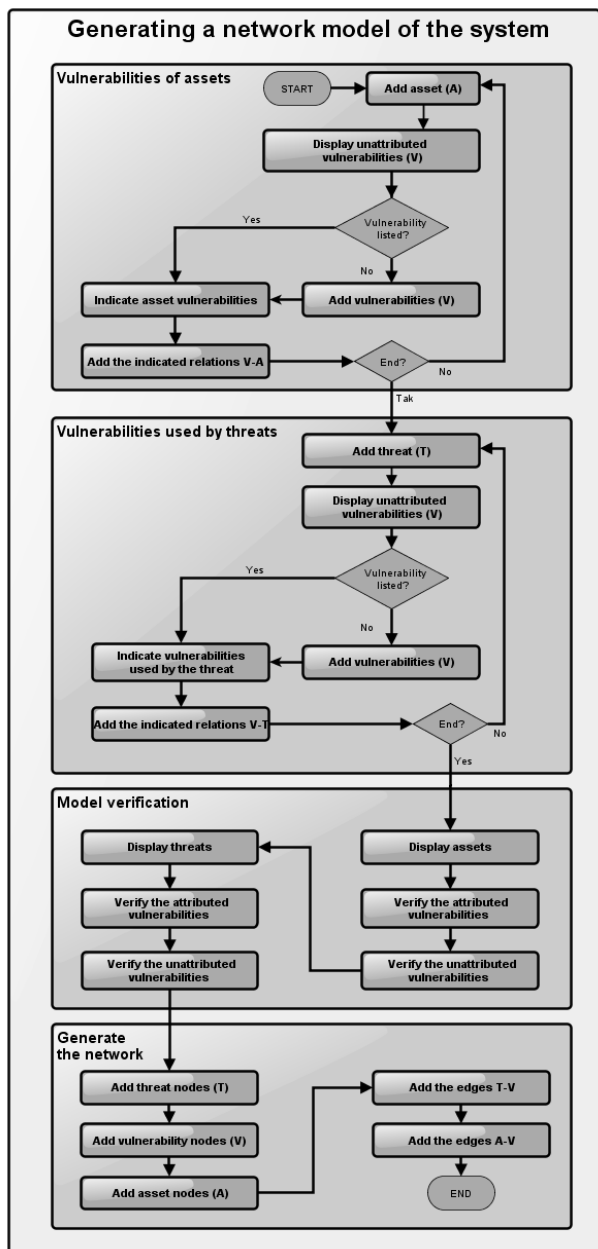 Generating a network model of the system
Vulnerabilities of assets
START
Add asset (A)
Display unattributed
vulnerabilities (V)
Vulnerability
listed?
Yes
No
Indicate asset vulnerabilities
Add vulnerabilities (V)
Add the indicated relations V-A
End?
No
Tak
Vulnerabilities used by threats
Add threat (T)
Display unattributed
vulnerabilities (V)
Vulnerability
listed?
Yes
No
Indicate vulnerabilities
used by the threat
Add vulnerabilities (V)
Add the indicated relations V-T
End?
No
Yes
Model verification
Display threats
Display assets
Verify the attributed
vulnerabilities
Verify the attributed
vulnerabilities
Verify the unattributed
vulnerabilities
Verify the unattributed
vulnerabilities
Generate
the network
Add threat nodes (T)
Add the edges T-V
Add vulnerability nodes (V)
Add the edges A-V
Add asset nodes (A)
END